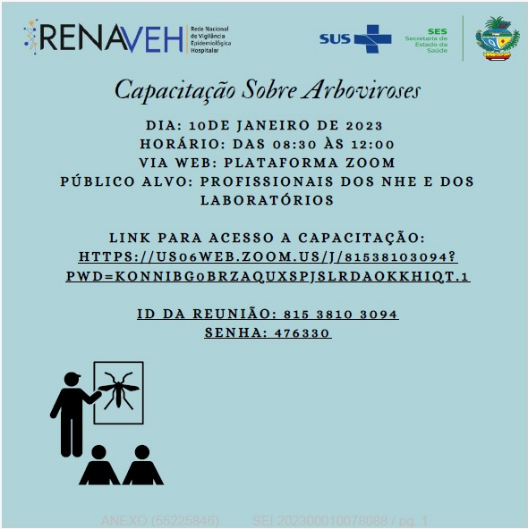 RENAVEH
Rede Nacional
de Vigilância
Epidemiológica
Hospitalar
SUS
SES
Secretaria de
Estado da
Saúde
Capacitação Sobre Arboviroses
DIA: 10DE JANEIRO DE 2023
HORÁRIO: DAS 08:30 ÀS 12:00
VIA WEB: PLATAFORMA ZOOM
PÚBLICO ALVO: PROFISSIONAIS DOS NHE E DOS
LABORATÓRIOS
LINK PARA ACESSO A CAPACITAÇÃO:
HTTPS://US06WEB.ZOOM.US/J/81538103094?
PWD=KONNIBG0BRZAQUXSPJSLRDAOKKHIQT.1
ID DA REUNIÃO: 815 3810 3094
SENHA: 476330
ANEXO (55225846) SEI 202300010078088 / pg. 1